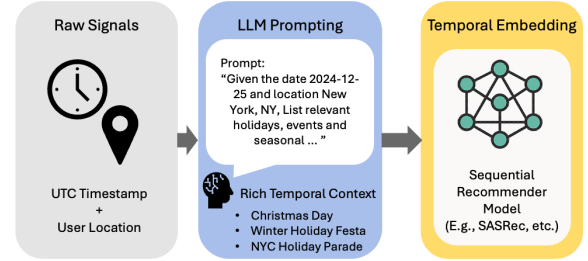 Raw Signals
UTC Timestamp
+
User Location
LLM Prompting
Prompt:
“Given the date 2024-12-
25 and location New
York, NY, List relevant
holidays, events and
seasonal ... ”
Rich Temporal Context
• Christmas Day
• Winter Holiday Festa
• NYC Holiday Parade
Temporal Embedding
Sequential
Recommender
Model
(E.g., SASRec, etc.)